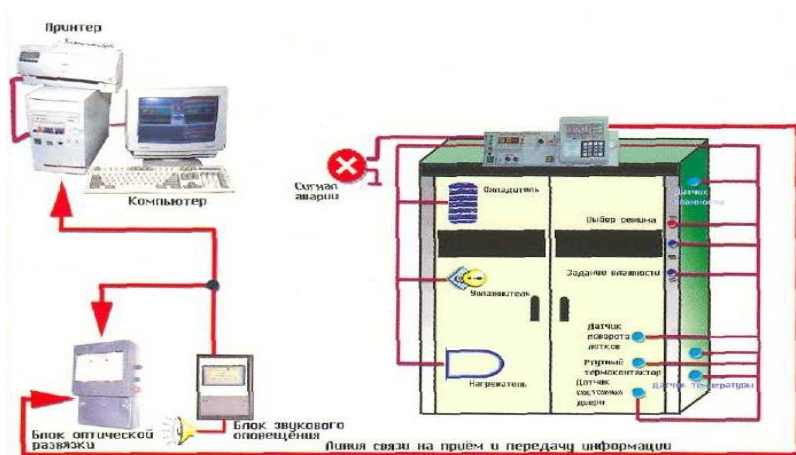 Принтер
Компьютер
Сигнал
аварии
Охладитель
Датчик
влажности
Выбор режима
Задание влажности
Увлажнитель
Датчик
поворота
лотков
Ртутный
термоконтактор
Датчик температуры
Нагреватель
Датчик
состояния
двери
Блок оптической
развязки
Блок звукового
оповещёния
Линия связи на приём и передачу информации